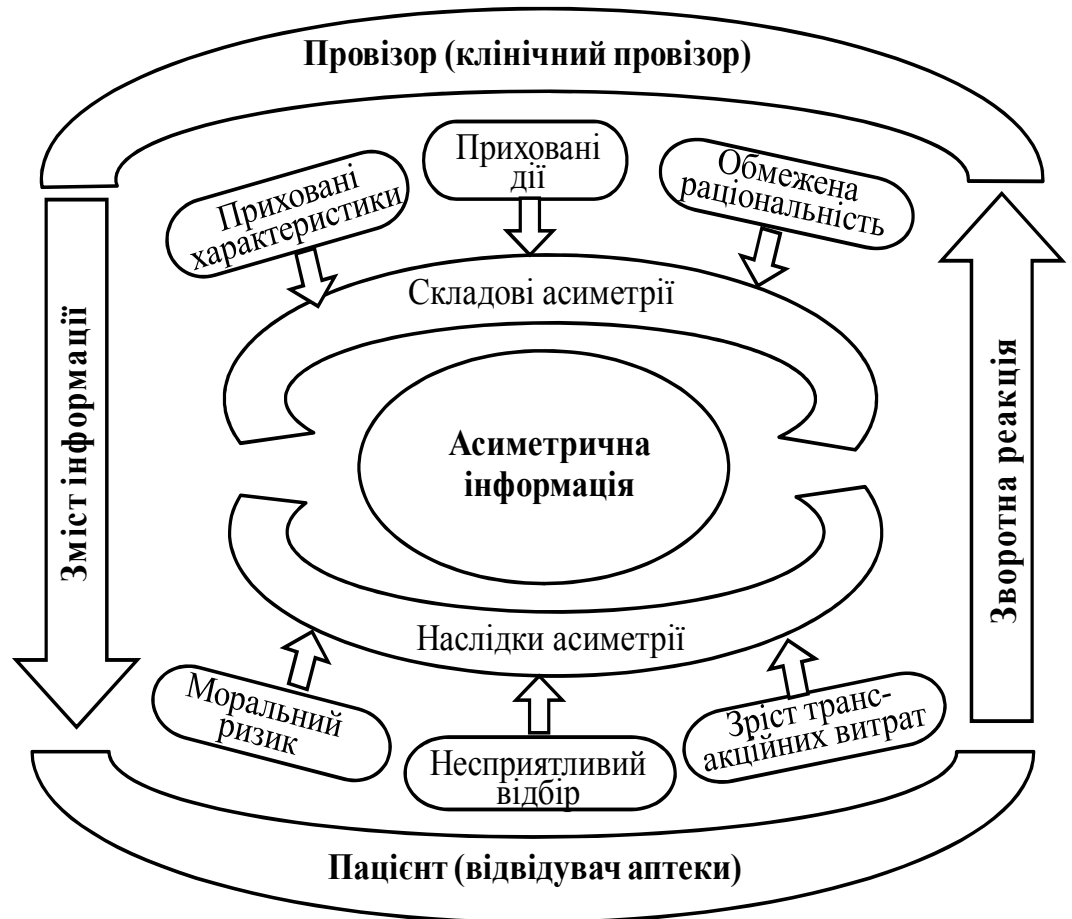 Провізор (клінічний провізор)
Приховані
характеристики
Приховані
дії
Обмежена
раціональність
Складові асиметрії
Зміст інформації
Асиметрична
інформація
Зворотна реакція
Наслідки асиметрії
Моральний
ризик
Несприятливий
відбір
Зріст транс-
акційних витрат
Пацієнт (відвідувач аптеки)